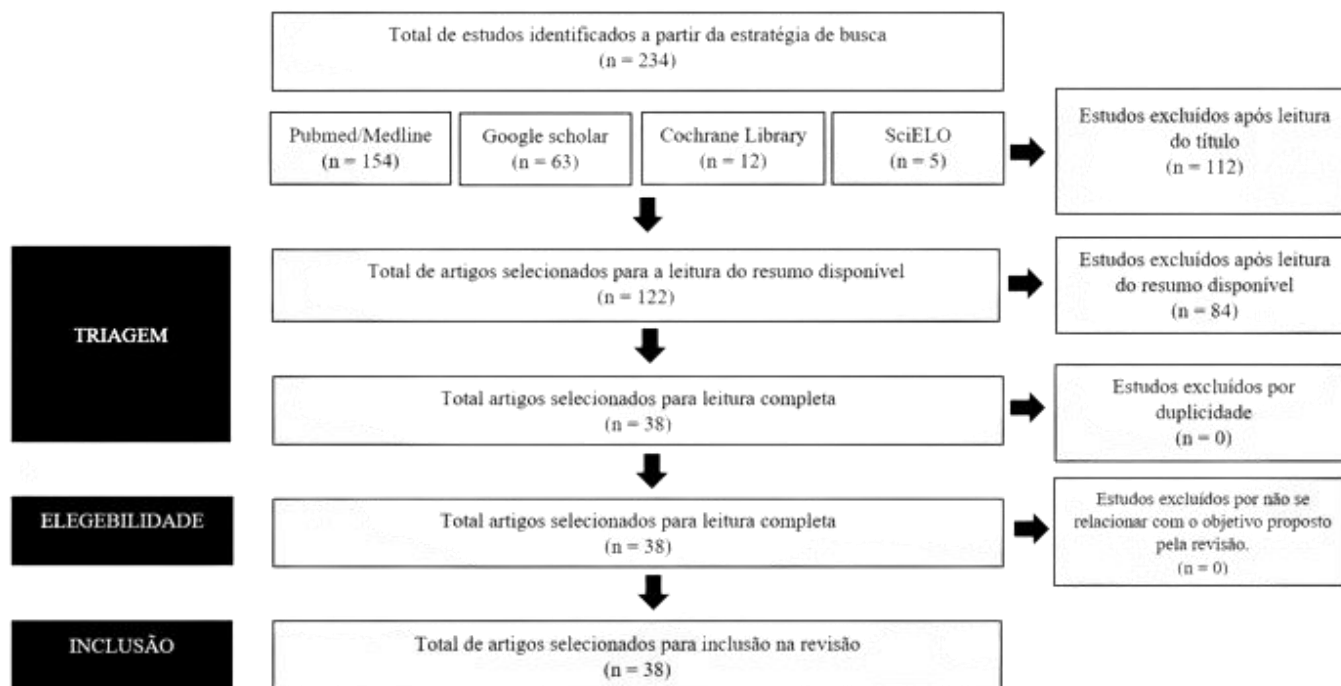 Total de estudos identificados a partir da estratégia de busca
(n = 234)
Pubmed/Medline
(n = 154)
Google scholar
(n = 63)
Cochrane Library
(n = 12)
SciELO
(n = 5)
Estudos excluídos após leitura
do título
(n = 112)
TRIAGEM
Total de artigos selecionados para a leitura do resumo disponível
(n = 122)
Estudos excluídos após leitura
do resumo disponível
(n = 84)
Total artigos selecionados para leitura completa
(n = 38)
Estudos excluídos por
duplicidade
(n = 0)
ELEGEBILIDADE
Total artigos selecionados para leitura completa
(n = 38)
Estudos excluídos por não se
relacionar com o objetivo proposto
pela revisão.
(n = 0)
INCLUSÃO
Total de artigos selecionados para inclusão na revisão
(n = 38)